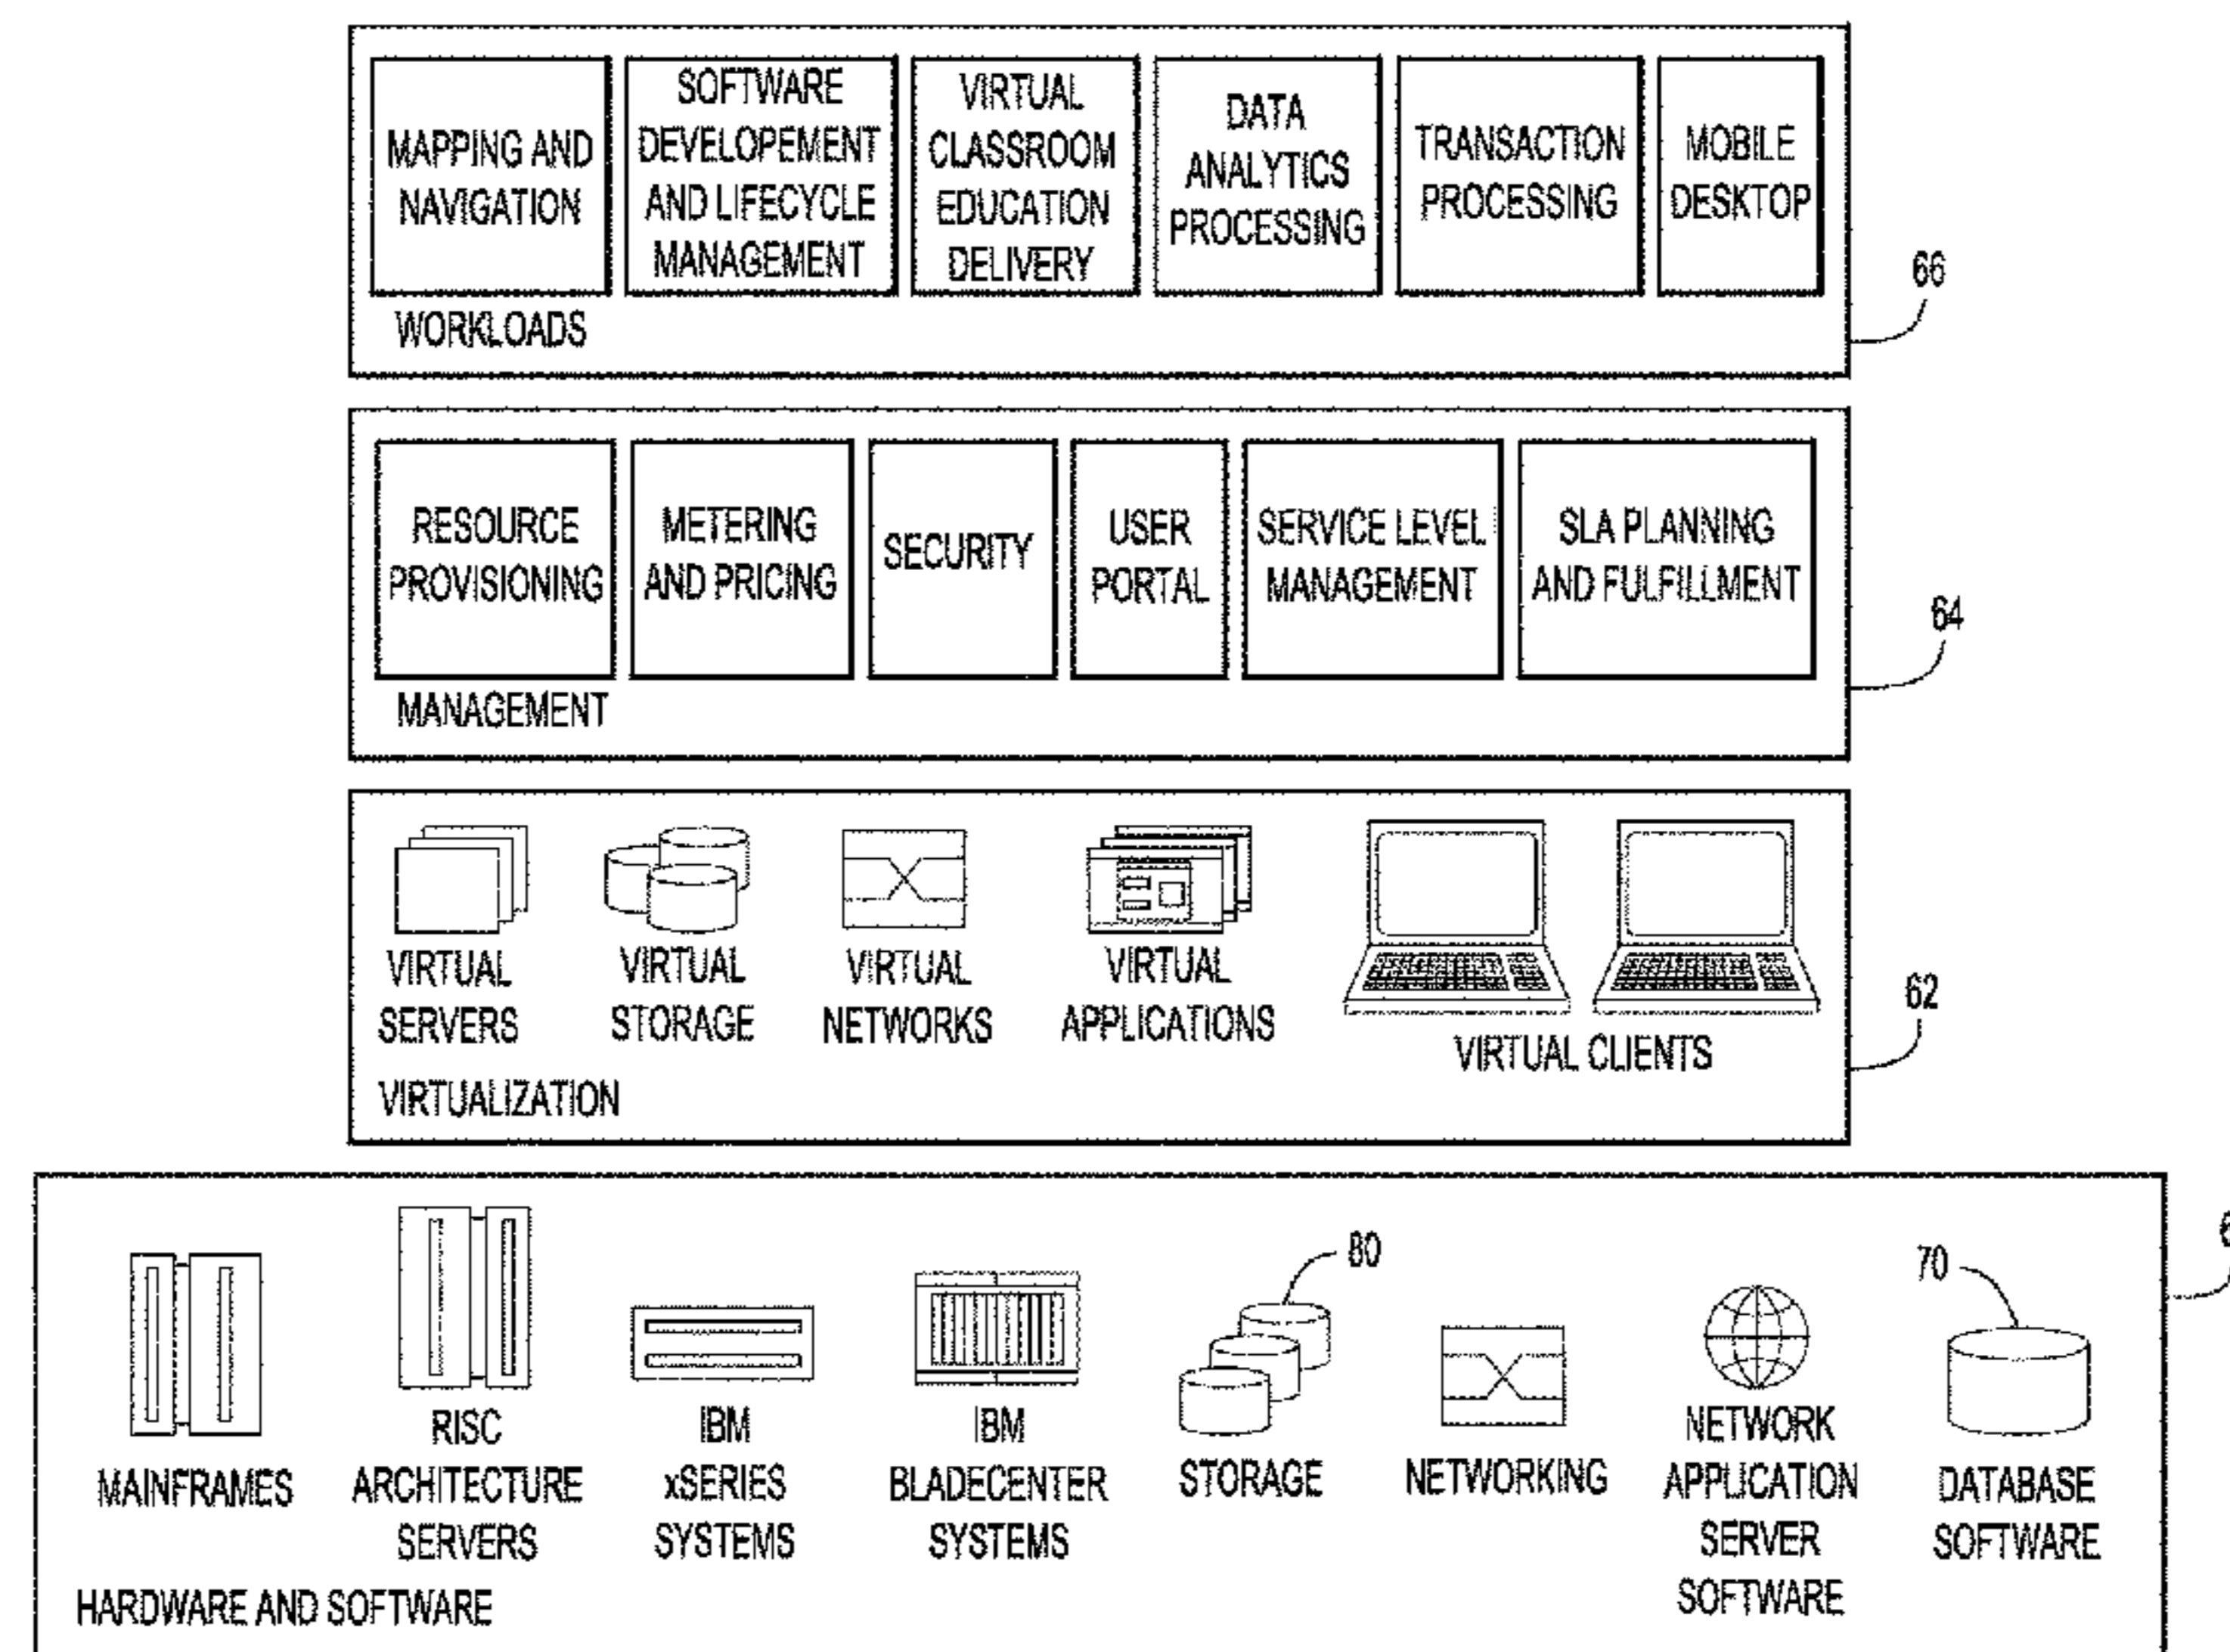 MAPPING AND
NAVIGATION
SOFTWARE
DEVELOPEMENT
AND LIFECYCLE
MANAGEMENT
VIRTUAL
CLASSROOM
EDUCATION
DELIVERY
DATA
ANALYTICS
PROCESSING
TRANSACTION
PROCESSING
MOBILE
DESKTOP
WORKLOADS
66
RESOURCE
PROVISIONING
METERING
AND PRICING
SECURITY
USER
PORTAL
SERVICE LEVEL
MANAGEMENT
SLA PLANNING
AND FULFILLMENT
MANAGEMENT
64
VIRTUAL
SERVERS
VIRTUAL
STORAGE
VIRTUAL
NETWORKS
VIRTUAL
APPLICATIONS
VIRTUAL CLIENTS
VIRTUALIZATION
62
MAINFRAMES
RISC
ARCHITECTURE
SERVERS
IBM
xSERIES
SYSTEMS
IBM
BLADECENTER
SYSTEMS
80
STORAGE
NETWORKING
NETWORK
APPLICATION
SERVER
SOFTWARE
70
DATABASE
SOFTWARE
HARDWARE AND SOFTWARE